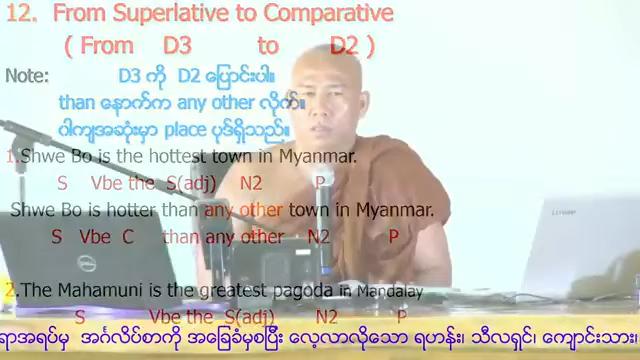 12. From Superlative to Comparative
( From D3 to D2 )
Note: D3 ကို D2 ပြောင်းပါ။
than နောက်က any other လိုက်။
ဝါကျအဆုံးမှာ place ပုဒ်ရှိသည်။
1.Shwe Bo is the hottest town in Myanmar.
S Vbe the S(adj) N2 P
Shwe Bo is hotter than any other town in Myanmar.
S Vbe C than any other N2 P
2.The Mahamuni is the greatest pagoda in Mandalay
S Vbe the S(adj) N2 P
ရာအရပ်မှ အင်္ဂလိပ်စာကို အခြေခံမှစပြီး လေ့လာလိုသော ရဟန်း၊ သီလရှင်၊ ကျောင်းသား၊
DELL